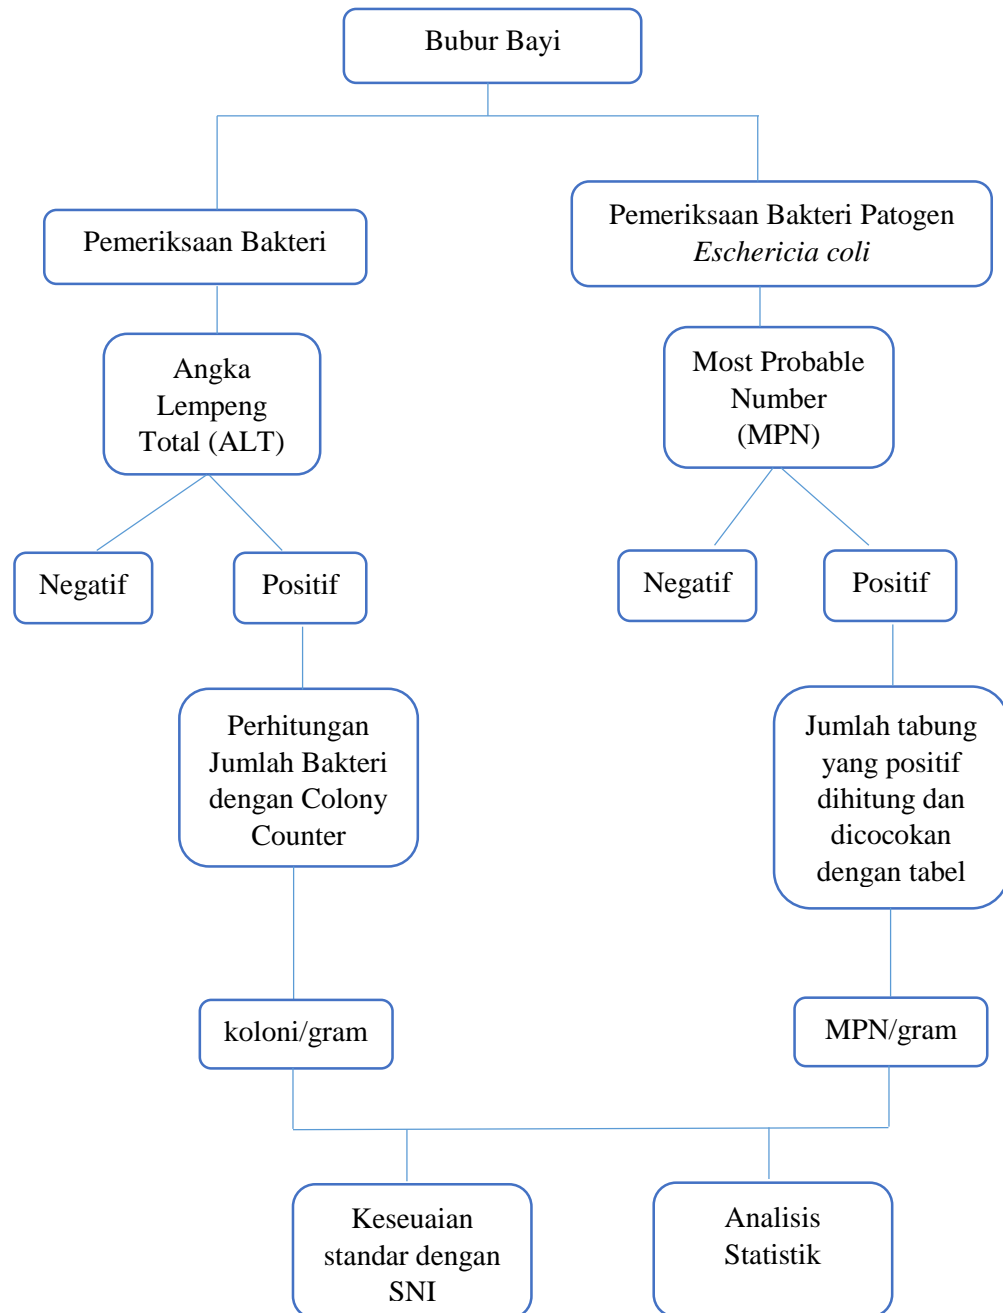 Bubur Bayi
Pemeriksaan Bakteri
Pemeriksaan Bakteri Patogen
Eschericia coli
Angka
Lempeng
Total (ALT)
Most Probable
Number
(MPN)
Negatif
Positif
Negatif
Positif
Perhitungan
Jumlah Bakteri
dengan Colony
Counter
Jumlah tabung
yang positif
dihitung dan
dicocokan
dengan tabel
koloni/gram
MPN/gram
Keseuaian
standar dengan
SNI
Analisis
Statistik